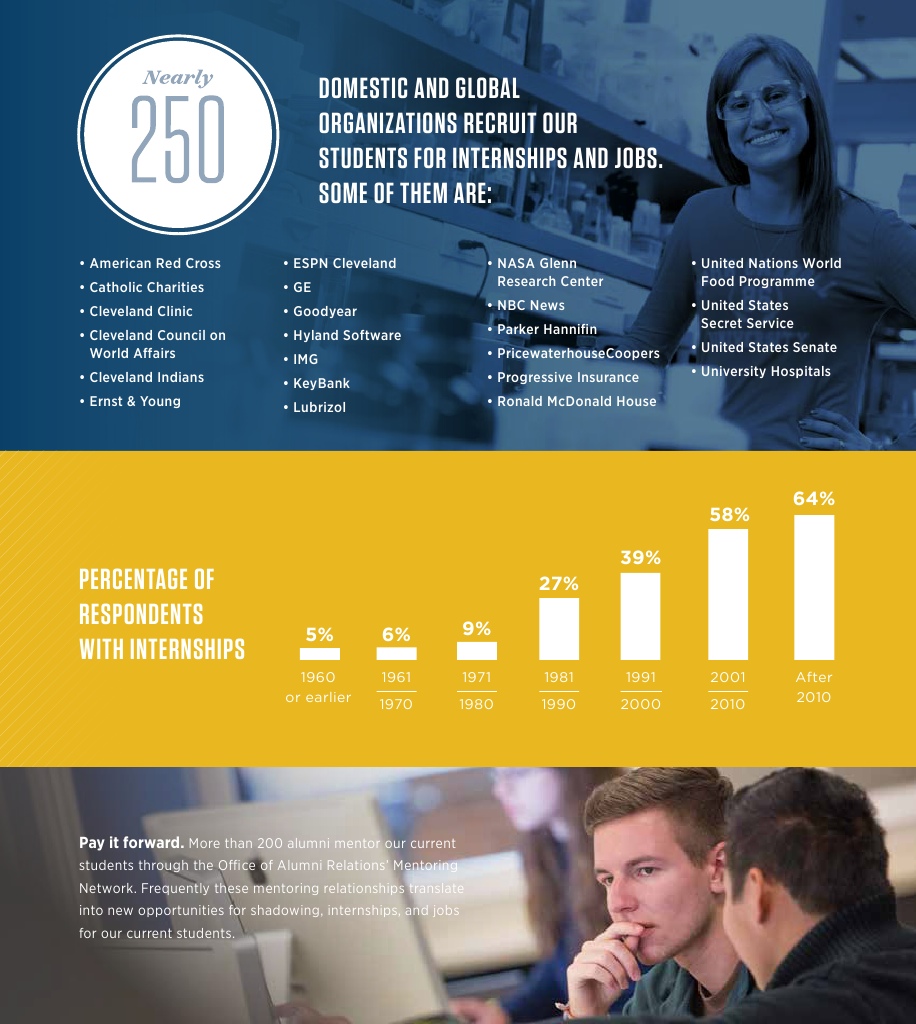 Nearly
250
DOMESTIC AND GLOBAL
ORGANIZATIONS RECRUIT OUR
STUDENTS FOR INTERNSHIPS AND JOBS.
SOME OF THEM ARE:
• American Red Cross
• Catholic Charities
• Cleveland Clinic
• Cleveland Council on
World Affairs
• Cleveland Indians
• Ernst & Young
• ESPN Cleveland
• GE
• Goodyear
• Hyland Software
• IMG
• KeyBank
• Lubrizol
• NASA Glenn
Research Center
• NBC News
• Parker Hannifin
• PricewaterhouseCoopers
• Progressive Insurance
• Ronald McDonald House
• United Nations World
Food Programme
• United States
Secret Service
• United States Senate
• University Hospitals
PERCENTAGE OF
RESPONDENTS
WITH INTERNSHIPS
5%
1960
or earlier
6%
1961
1970
9%
1971
1980
27%
1981
1990
39%
1991
2000
58%
2001
2010
64%
After
2010
Pay it forward. More than 200 alumni mentor our current
students through the Office of Alumni Relations' Mentoring
Network. Frequently these mentoring relationships translate
into new opportunities for shadowing, internships, and jobs
for our current students.